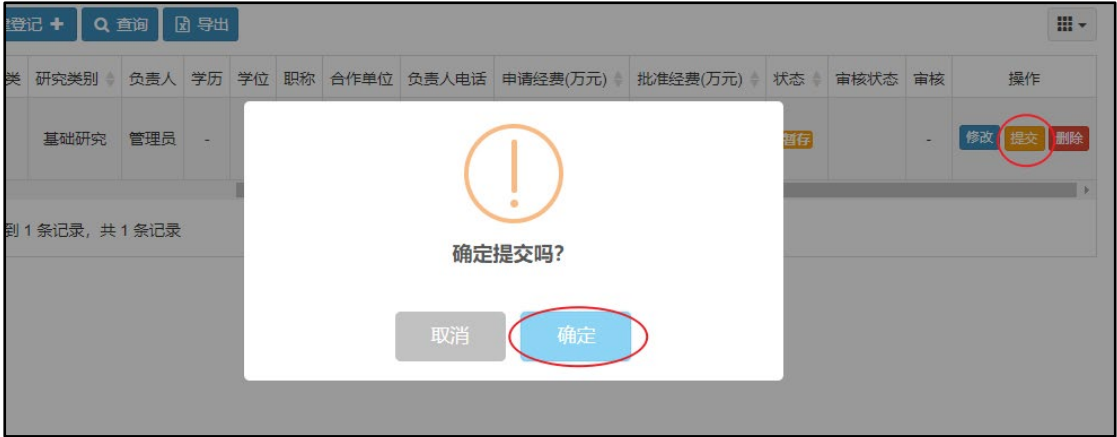 登记 查询 导出
类 研究类别 负责人 学历 学位 职称 合作单位 负责人电话 申请经费(万元) 批准经费(万元) 状态 审核状态 审核 操作
基础研究 管理员 - 暂存 - 修改 提交 删除
到 1 条记录，共 1 条记录
确定提交吗?
取消 确定